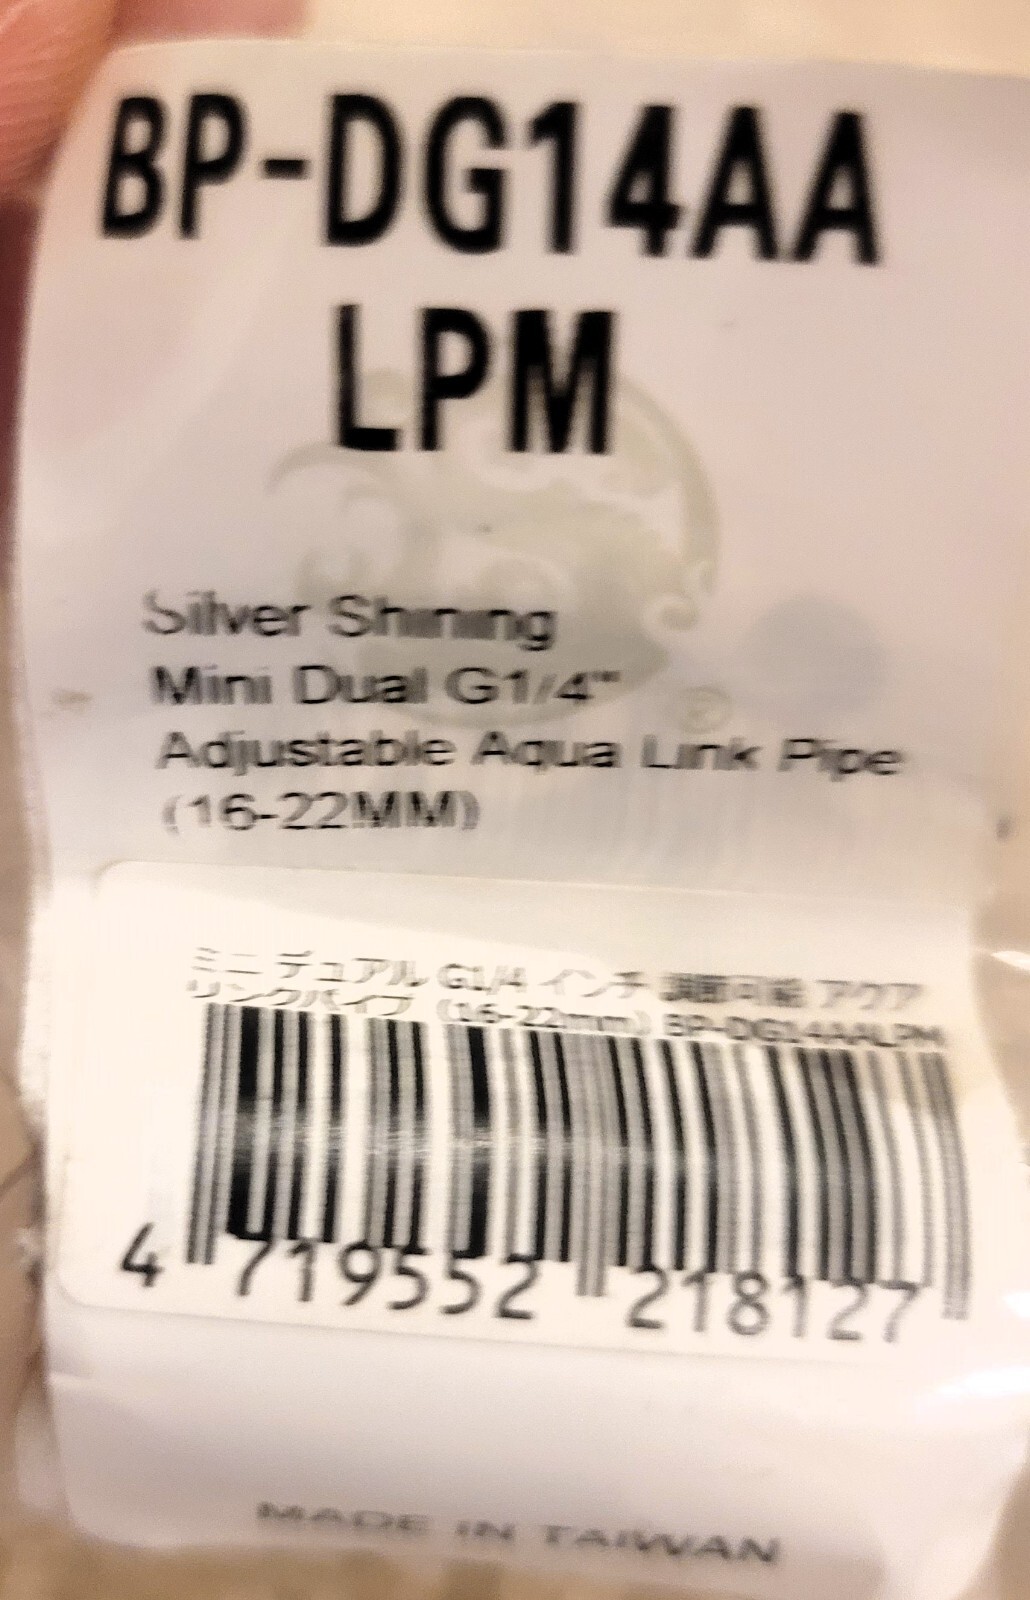 BP-DG14AA
LPM
Silver Shining
Mini Dual G1/4"
Adjustable Aqua Link Pipe
(16-22MM)
ミニ デュアル G1/4 インチ 調節可能 アクア
リンクパイプ (16-22mm) BP-DG14AALPM
4 719552 218127
MADE IN TAIWAN
®